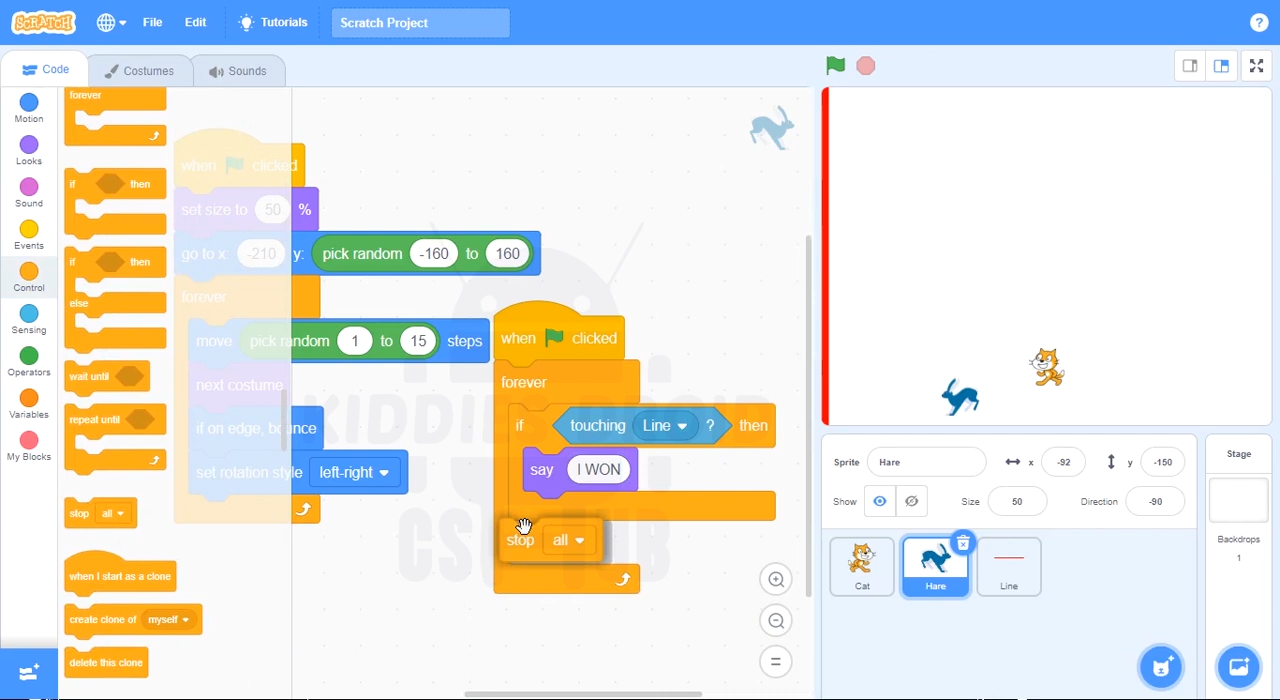 SCRATCH File Edit Tutorials Scratch Project ?
Code Costumes Sounds
Motion
Looks
Sound
Events
Control
Sensing
Operators
Variables
My Blocks
forever
if then
if then
else
wait until
repeat until
stop all
when I start as a clone
create clone of myself
delete this clone
when clicked
set size to 50 %
go to x: -210 y: pick random -160 to 160
forever
move pick random 1 to 15 steps
next costume
if on edge, bounce
set rotation style left-right
when clicked
forever
if touching Line ? then
say I WON
stop all
KIDDIE DROID
CS HUB
Sprite Hare x -92 y -150
Show Size 50 Direction -90
Cat
Hare
Line
Stage
Backdrops
1